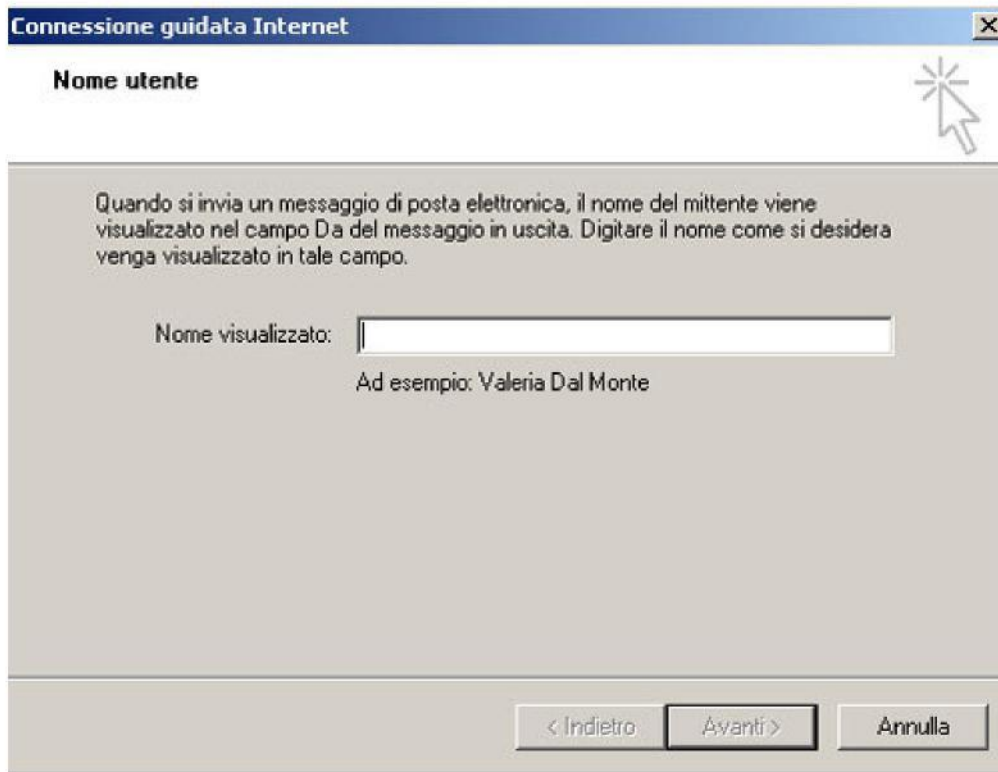 Connessione guidata Internet
Nome utente
Quando si invia un messaggio di posta elettronica, il nome del mittente viene
visualizzato nel campo Da del messaggio in uscita. Digitare il nome come si desidera
venga visualizzato in tale campo.
Nome visualizzato:
Ad esempio: Valeria Dal Monte
< Indietro
Avanti >
Annulla